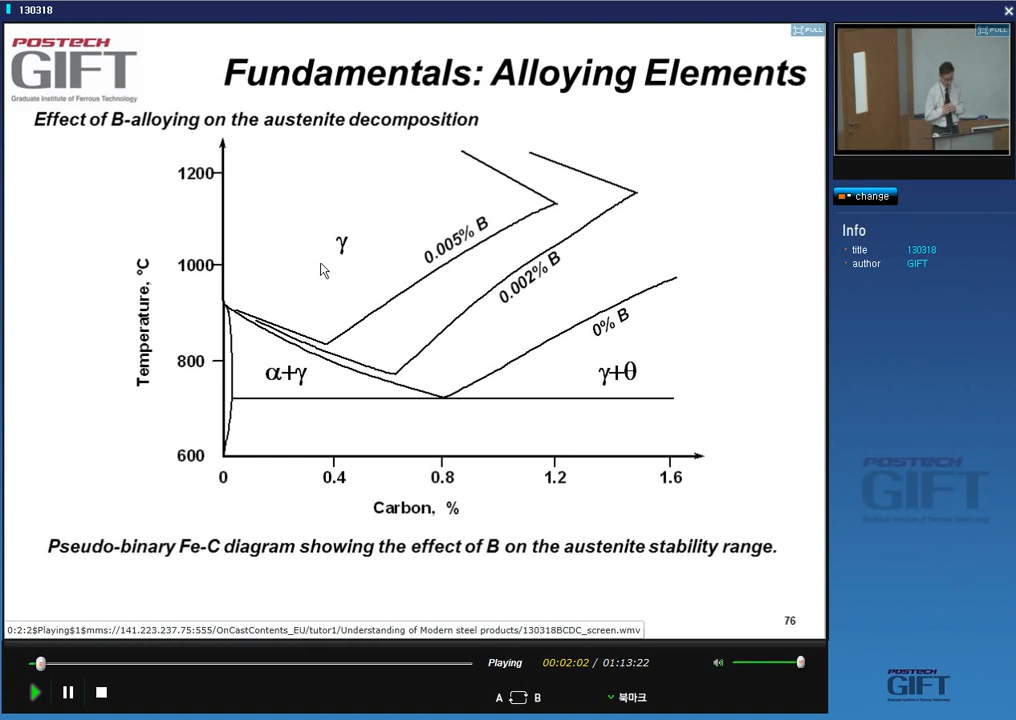 130318
POSTECH
GIFT
Graduate Institute of Ferrous Technology
Fundamentals: Alloying Elements
FULL
FULL
Effect of B-alloying on the austenite decomposition
1200
1000
800
600
Temperature, °C
γ
0.005% B
0.002% B
0% B
α+γ
γ+θ
0
0.4
0.8
1.2
1.6
Carbon, %
Pseudo-binary Fe-C diagram showing the effect of B on the austenite stability range.
76
0:2:2$Playing$1$mms://141.223.237.75:555/OnCastContents_EU/tutor1/Understanding of Modern steel products/130318BCDC_screen.wmv
change
Info
title 130318
author GIFT
POSTECH
GIFT
Playing 00:02:02 / 01:13:22
A B 북마크
POSTECH
GIFT